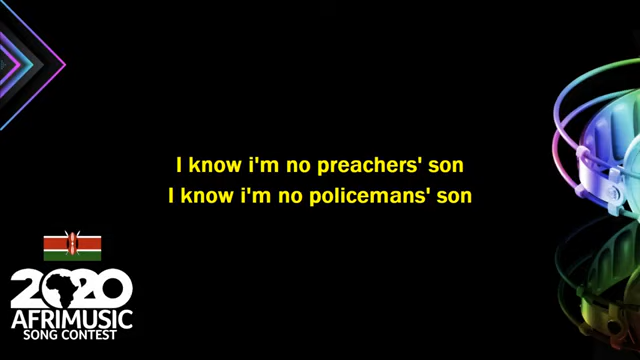 I know i'm no preachers' son
I know i'm no policemans' son
2020
AFRIMUSIC
SONG CONTEST